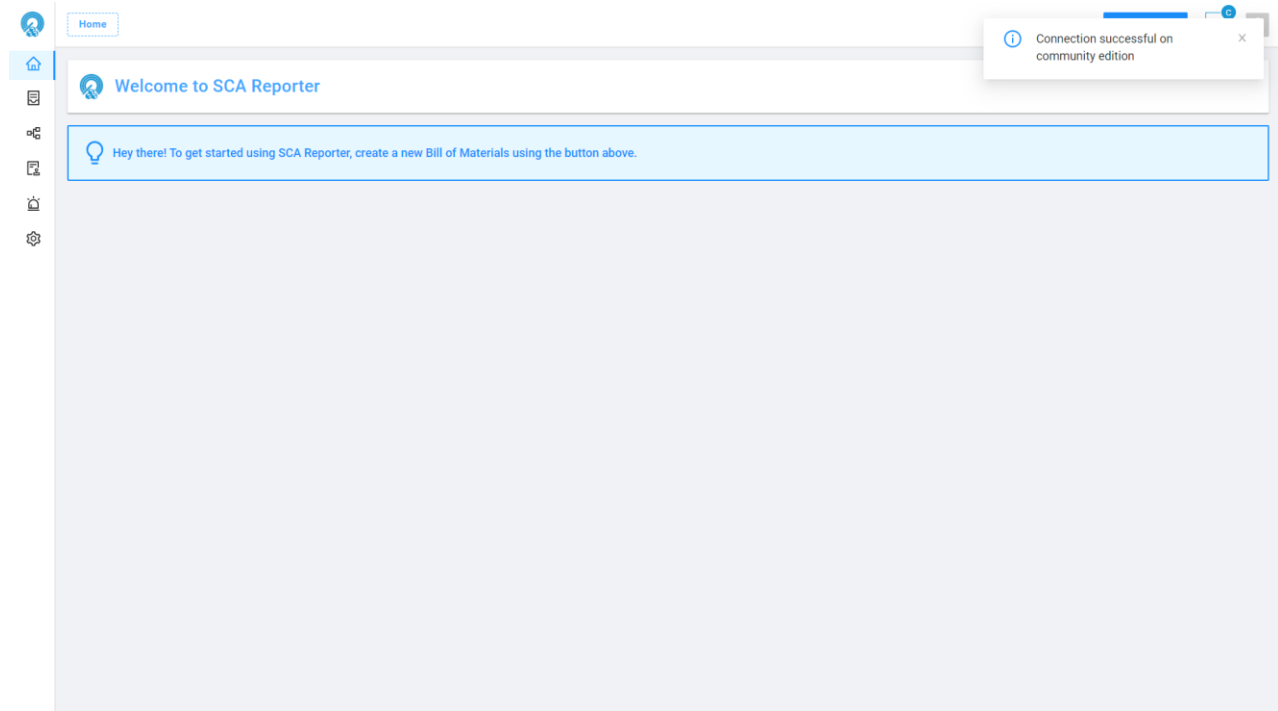 Home
C
Connection successful on
community edition
Welcome to SCA Reporter
Hey there! To get started using SCA Reporter, create a new Bill of Materials using the button above.